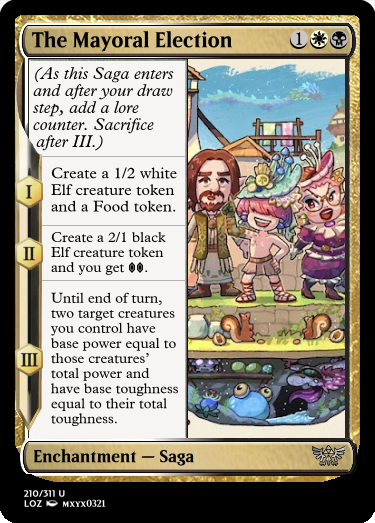 The Mayoral Election 1
(As this Saga enters
and after your draw
step, add a lore
counter. Sacrifice
after III.)
I
Create a 1/2 white
Elf creature token
and a Food token.
II
Create a 2/1 black
Elf creature token
and you get .
III
Until end of turn,
two target creatures
you control have
base power equal to
those creatures’
total power and
have base toughness
equal to their total
toughness.
Enchantment — Saga
210/311 U
LOZ MXYX0321